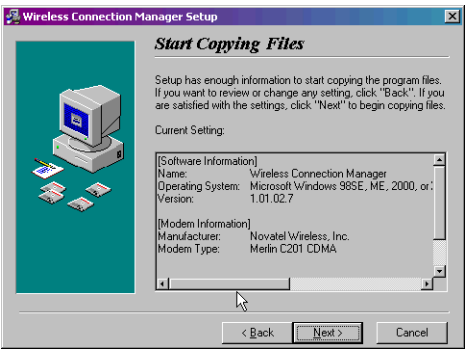 Wireless Connection Manager Setup
Start Copying Files
Setup has enough information to start copying the program files.
If you want to review or change any setting, click "Back". If you
are satisfied with the settings, click "Next" to begin copying files.
Current Setting:
[Software Information]
Name: Wireless Connection Manager
Operating System: Microsoft Windows 98SE, ME, 2000, or
Version: 1.01.02.7
[Modem Information]
Manufacturer: Novatel Wireless, Inc.
Modem Type: Merlin C201 CDMA
< Back Next > Cancel